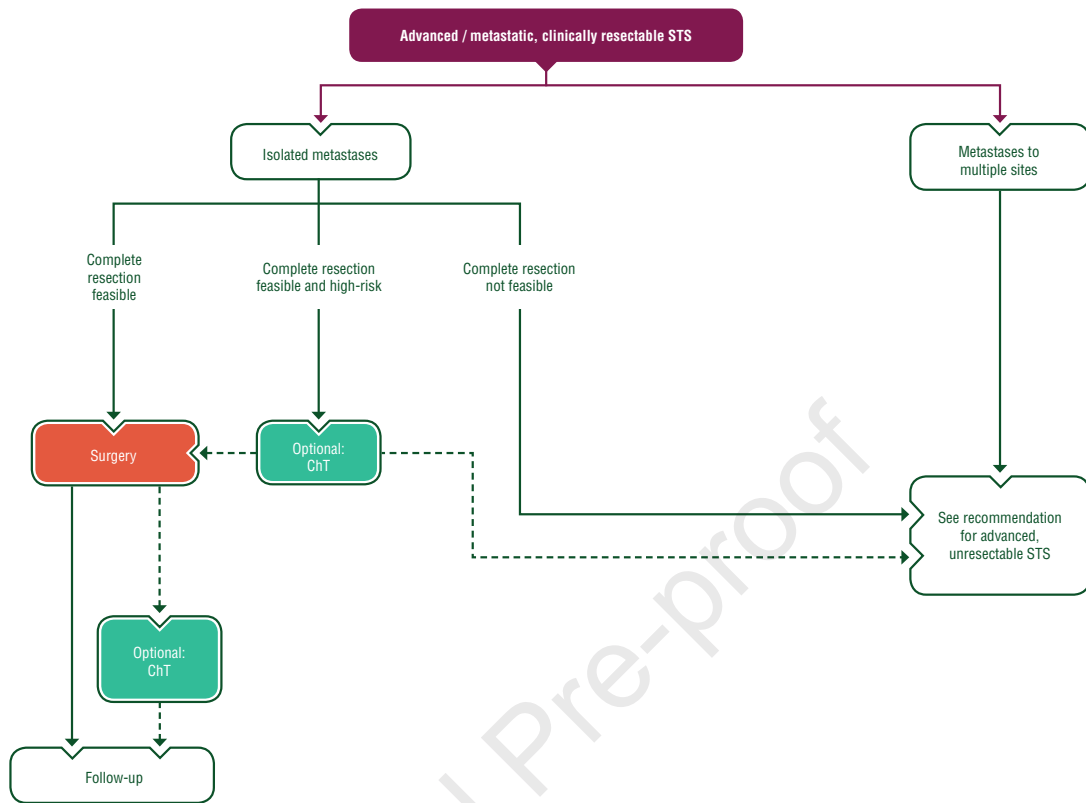 Advanced / metastatic, clinically resectable STS
Isolated metastases
Metastases to
multiple sites
Complete
resection
feasible
Complete resection
feasible and high-risk
Complete resection
not feasible
Surgery
Optional:
ChT
See recommendation
for advanced,
unresectable STS
Optional:
ChT
Follow-up
Pre-proof